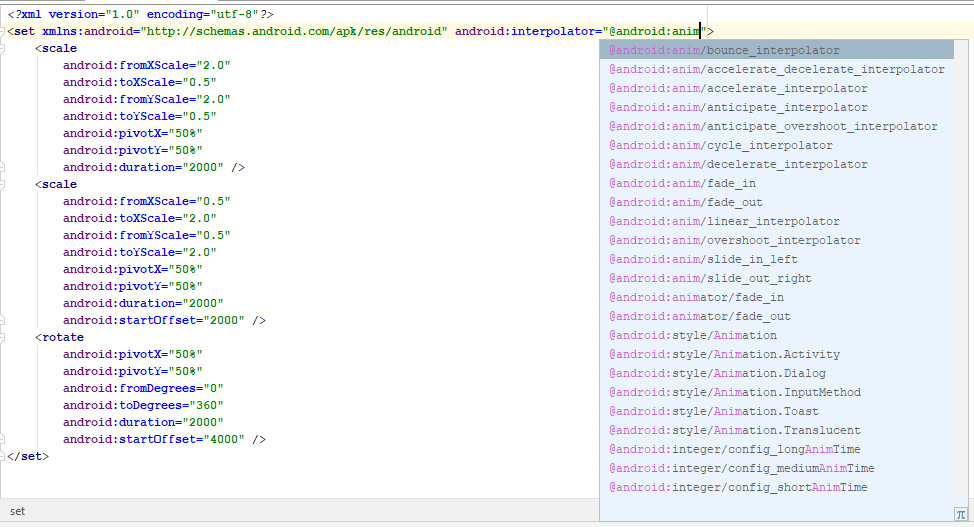 <?xml version="1.0" encoding="utf-8"?>
<set xmlns:android="http://schemas.android.com/apk/res/android" android:interpolator="@android:anim">
    <scale
        android:fromXScale="2.0"
        android:toXScale="0.5"
        android:fromYScale="2.0"
        android:toYScale="0.5"
        android:pivotX="50%"
        android:pivotY="50%"
        android:duration="2000" />
    <scale
        android:fromXScale="0.5"
        android:toXScale="2.0"
        android:fromYScale="0.5"
        android:toYScale="2.0"
        android:pivotX="50%"
        android:pivotY="50%"
        android:duration="2000"
        android:startOffset="2000" />
    <rotate
        android:pivotX="50%"
        android:pivotY="50%"
        android:fromDegrees="0"
        android:toDegrees="360"
        android:duration="2000"
        android:startOffset="4000" />
</set>
@android:anim/bounce_interpolator
@android:anim/accelerate_decelerate_interpolator
@android:anim/accelerate_interpolator
@android:anim/anticipate_interpolator
@android:anim/anticipate_overshoot_interpolator
@android:anim/cycle_interpolator
@android:anim/decelerate_interpolator
@android:anim/fade_in
@android:anim/fade_out
@android:anim/linear_interpolator
@android:anim/overshoot_interpolator
@android:anim/slide_in_left
@android:anim/slide_out_right
@android:animator/fade_in
@android:animator/fade_out
@android:style/Animation
@android:style/Animation.Activity
@android:style/Animation.Dialog
@android:style/Animation.InputMethod
@android:style/Animation.Toast
@android:style/Animation.Translucent
@android:integer/config_longAnimTime
@android:integer/config_mediumAnimTime
@android:integer/config_shortAnimTime
set
π